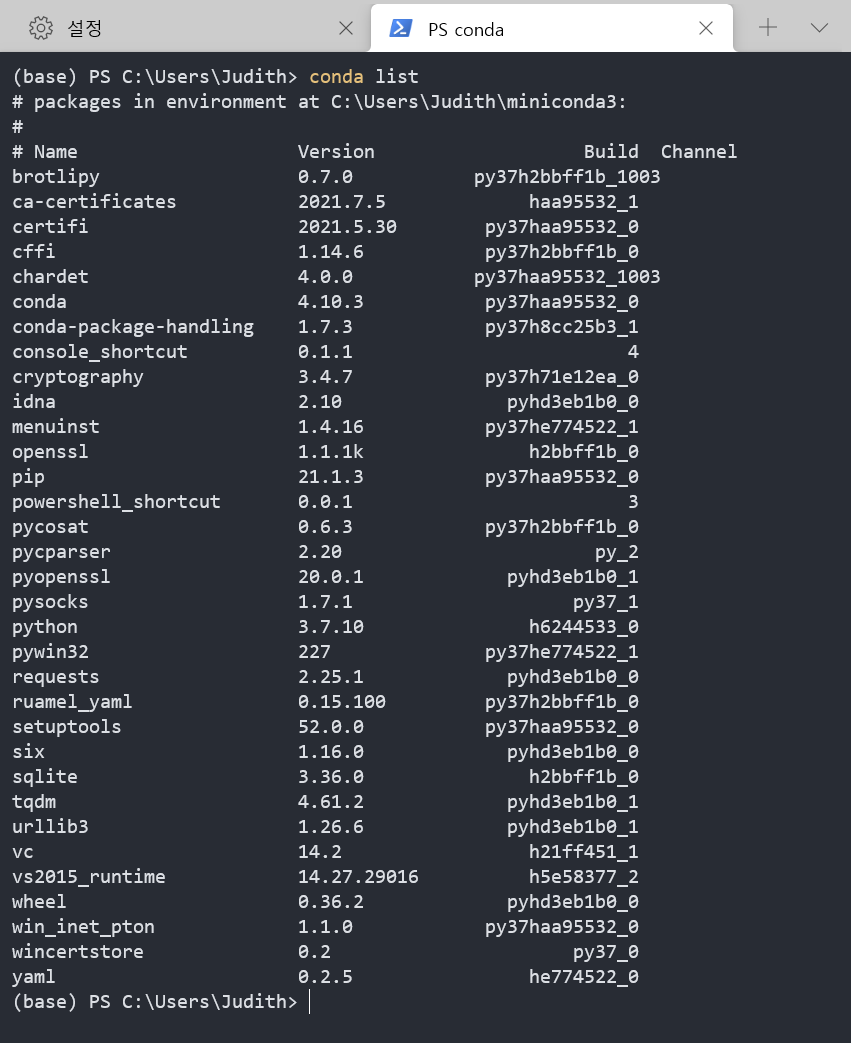 설정
PS conda
(base) PS C:\Users\Judith> conda list
# packages in environment at C:\Users\Judith\miniconda3:
#
# Name                    Version                   Build  Channel
brotlipy                  0.7.0           py37h2bbff1b_1003
ca-certificates           2021.7.5             haa95532_1
certifi                   2021.5.30        py37haa95532_0
cffi                      1.14.6           py37h2bbff1b_0
chardet                   4.0.0           py37haa95532_1003
conda                     4.10.3           py37haa95532_0
conda-package-handling    1.7.3            py37h8cc25b3_1
console_shortcut          0.1.1                         4
cryptography              3.4.7            py37h71e12ea_0
idna                      2.10               pyhd3eb1b0_0
menuinst                  1.4.16           py37he774522_1
openssl                   1.1.1k               h2bbff1b_0
pip                       21.1.3           py37haa95532_0
powershell_shortcut       0.0.1                         3
pycosat                   0.6.3            py37h2bbff1b_0
pycparser                 2.20                       py_2
pyopenssl                 20.0.1             pyhd3eb1b0_1
pysocks                   1.7.1                    py37_1
python                    3.7.10               h6244533_0
pywin32                   227              py37he774522_1
requests                  2.25.1             pyhd3eb1b0_0
ruamel_yaml               0.15.100         py37h2bbff1b_0
setuptools                52.0.0           py37haa95532_0
six                       1.16.0             pyhd3eb1b0_0
sqlite                    3.36.0               h2bbff1b_0
tqdm                      4.61.2             pyhd3eb1b0_1
urllib3                   1.26.6             pyhd3eb1b0_1
vc                        14.2                 h21ff451_1
vs2015_runtime            14.27.29016          h5e58377_2
wheel                     0.36.2             pyhd3eb1b0_0
win_inet_pton             1.1.0            py37haa95532_0
wincertstore              0.2                      py37_0
yaml                      0.2.5                he774522_0
(base) PS C:\Users\Judith>